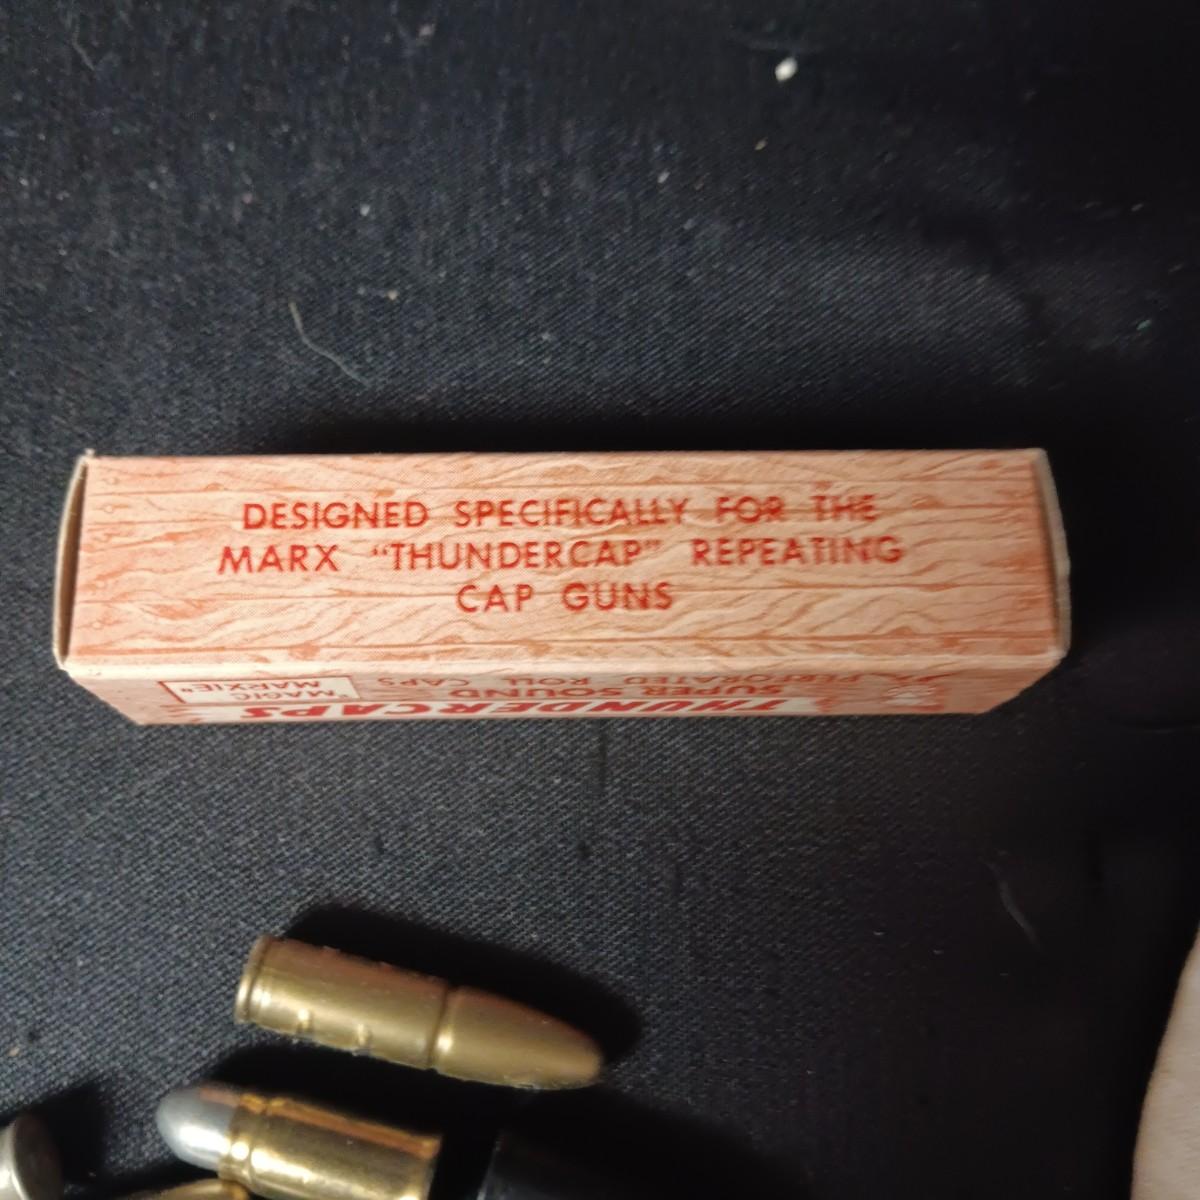 DESIGNED SPECIFICALLY FOR THE
MARX "THUNDERCAP" REPEATING
CAP GUNS
THUNDERCAPS
SUPER SOUND
PERFORATED ROLL CAPS
"MAGIC
MARXIE"